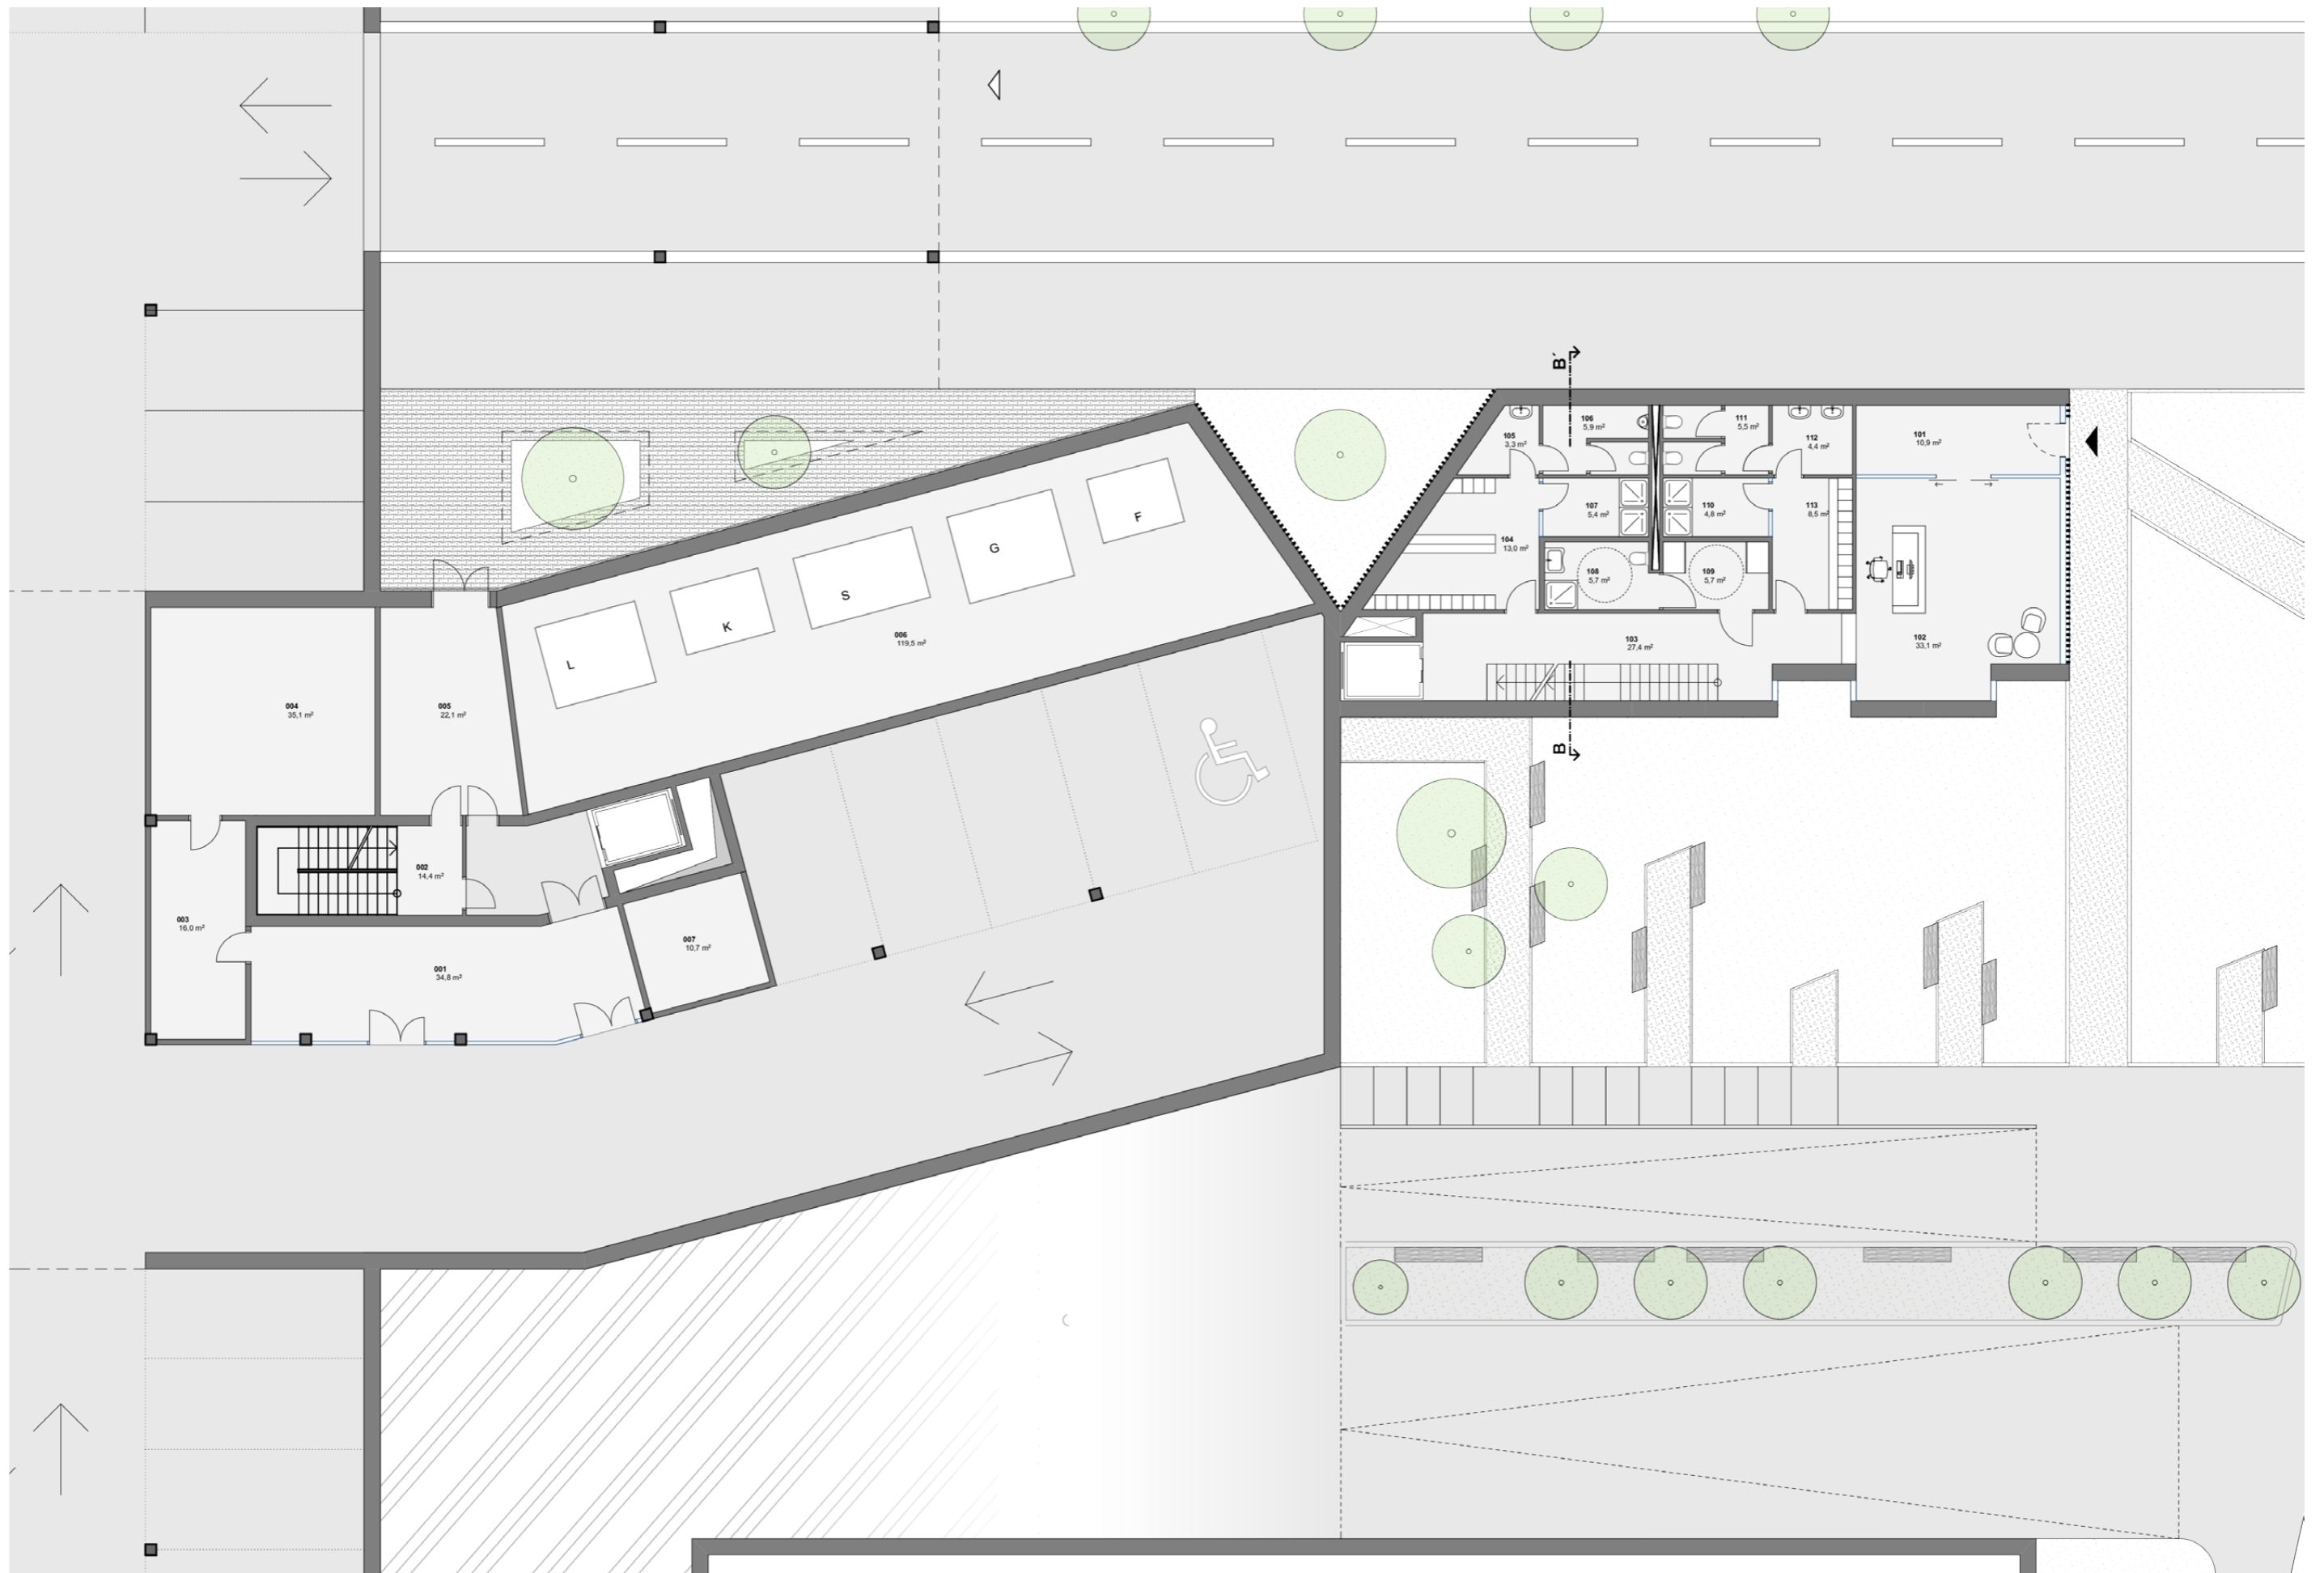 B´
106
5,9 m²
111
5,5 m²
105
3,3 m²
112
4,4 m²
101
10,9 m²
107
5,4 m²
110
4,8 m²
113
8,5 m²
104
13,0 m²
108
5,7 m²
109
5,7 m²
F
G
S
K
L
006
119,5 m²
103
27,4 m²
102
33,1 m²
004
35,1 m²
005
22,1 m²
B
002
14,4 m²
003
16,0 m²
007
10,7 m²
001
34,8 m²